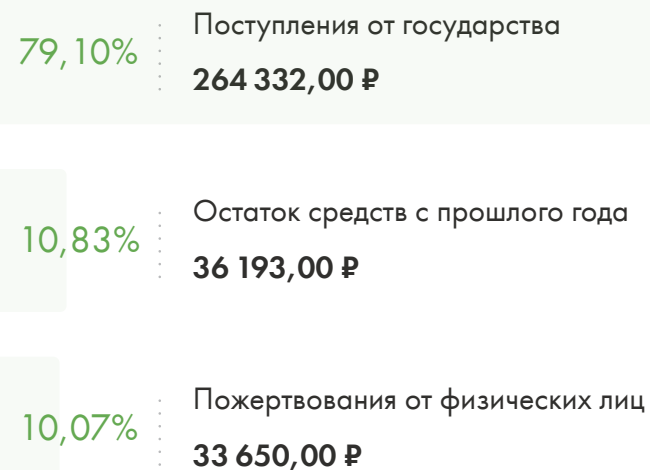 79,10%
Поступления от государства
264 332,00 ₽
10,83%
Остаток средств с прошлого года
36 193,00 ₽
10,07%
Пожертвования от физических лиц
33 650,00 ₽